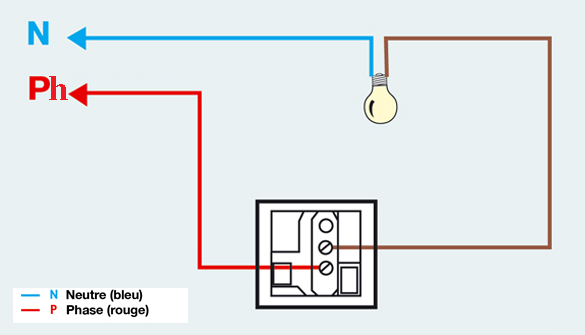 N
Ph
N Neutre (bleu)
P Phase (rouge)